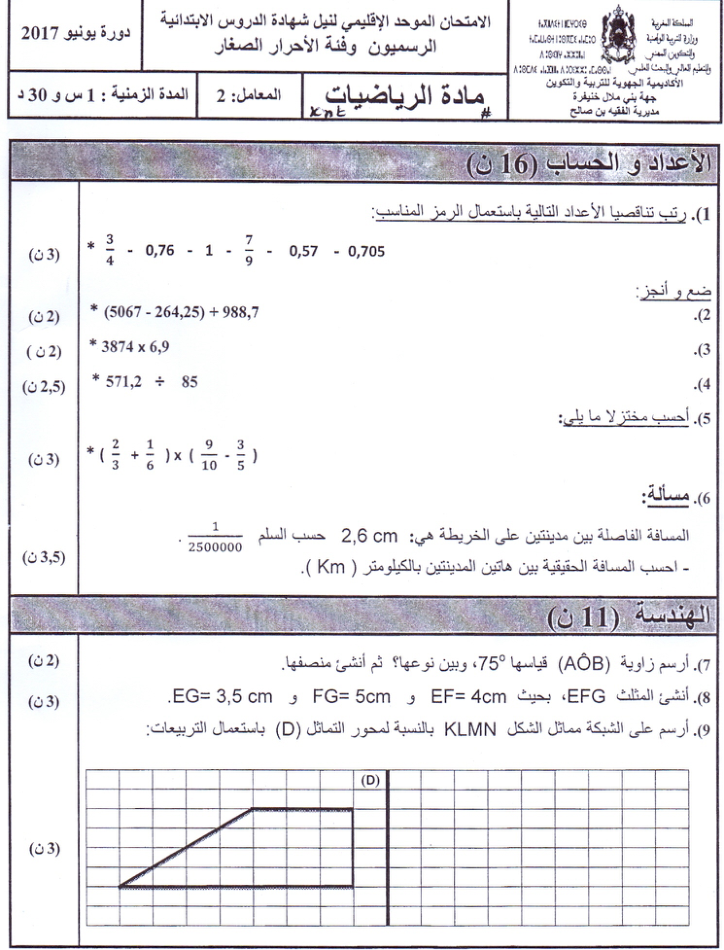 المملكة المغربية
وزارة التربية الوطنية
والتكوين المهني
والتعليم العالي والبحث العلمي
الأكاديمية الجهوية للتربية والتكوين
جهة بني ملال خنيفرة
مديرية الفقيه بن صالح
الامتحان الموحد الإقليمي لنيل شهادة الدروس الابتدائية
الرسميون وفئة الأحرار الصغار
دورة يونيو 2017
مادة الرياضيات
المعامل: 2
المدة الزمنية : 1 س و 30 د
الأعداد و الحساب (16 ن)
1). رتب تناقصيا الأعداد التالية باستعمال الرمز المناسب:
* 3/4 - 0,76 - 1 - 7/9 - 0,57 - 0,705 (3 ن)
ضع و أنجز:
2). * (5067 - 264,25) + 988,7 (2 ن)
3). * 3874 x 6,9 (2 ن )
4). * 571,2 ÷ 85 (2,5 ن)
5). أحسب مختزلا ما يلي:
* ( 2/3 + 1/6 ) x ( 9/10 - 3/5 ) (3 ن)
6). مسألة:
المسافة الفاصلة بين مدينتين على الخريطة هي: 2,6 cm حسب السلم 1/2500000 .
- احسب المسافة الحقيقية بين هاتين المدينتين بالكيلومتر ( Km ). (3,5 ن)
الهندسة (11 ن)
7). أرسم زاوية (AÔB) قياسها 75°، وبين نوعها؟ ثم أنشئ منصفها. (2 ن)
8). أنشئ المثلث EFG، بحيث EF= 4cm و FG= 5cm و EG= 3,5 cm. (3 ن)
9). أرسم على الشبكة مماثل الشكل KLMN بالنسبة لمحور التماثل (D) باستعمال التربيعات:
(D)
(3 ن)